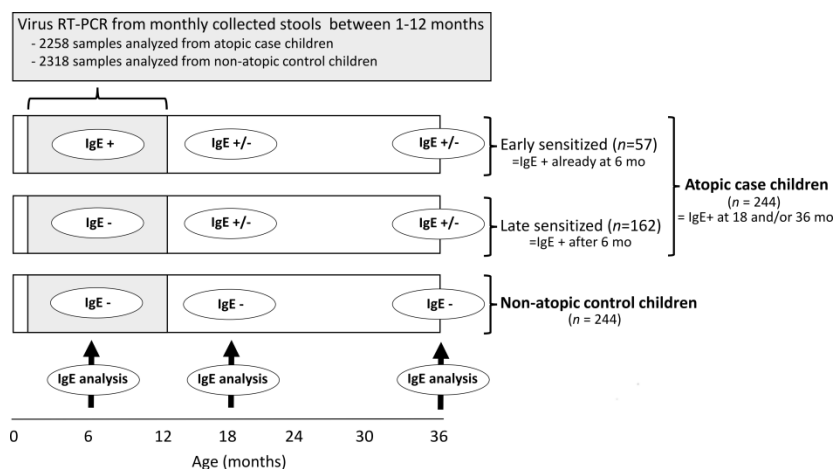 Virus RT-PCR from monthly collected stools between 1-12 months
- 2258 samples analyzed from atopic case children
- 2318 samples analyzed from non-atopic control children
IgE +
IgE +/-
IgE +/-
Early sensitized (n=57)
=IgE + already at 6 mo
Atopic case children
(n = 244)
= IgE+ at 18 and/or 36 mo
IgE -
IgE +/-
IgE +/-
Late sensitized (n=162)
=IgE + after 6 mo
IgE -
IgE -
IgE -
Non-atopic control children
(n = 244)
IgE analysis
IgE analysis
IgE analysis
0 6 12 18 24 30 36
Age (months)